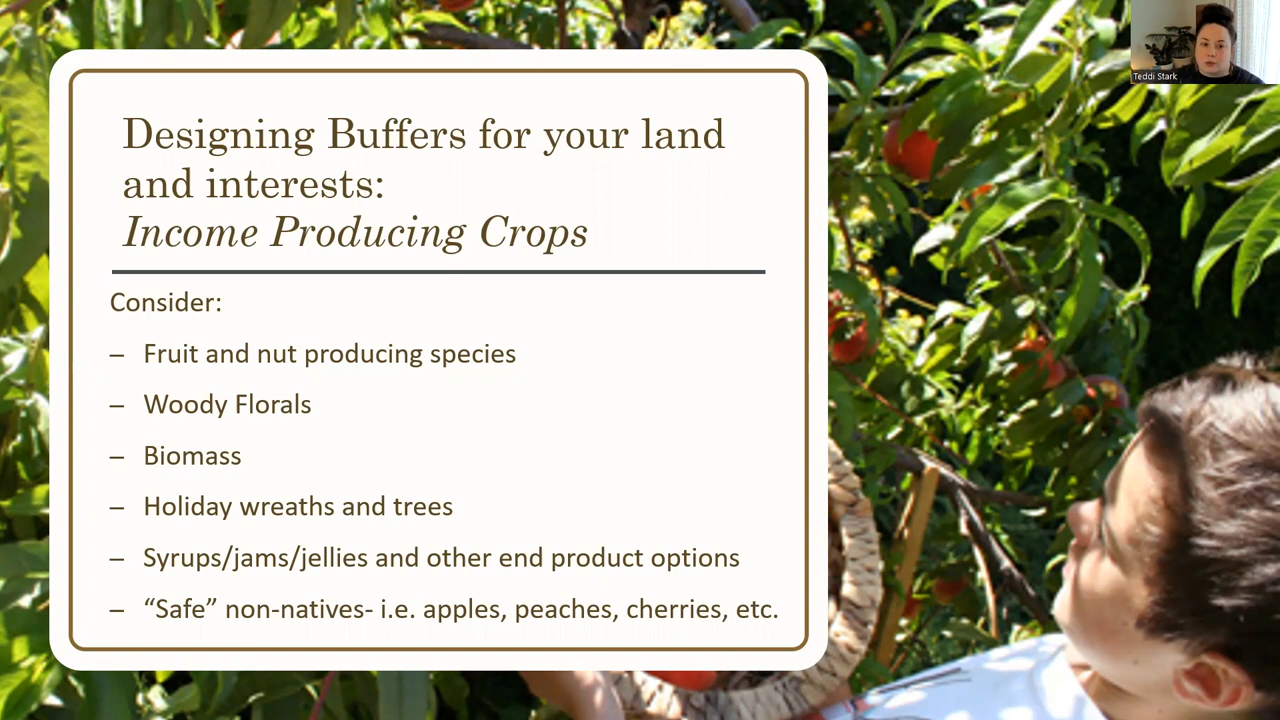 Designing Buffers for your land
and interests:
Income Producing Crops
Consider:
– Fruit and nut producing species
– Woody Florals
– Biomass
– Holiday wreaths and trees
– Syrups/jams/jellies and other end product options
– “Safe” non-natives- i.e. apples, peaches, cherries, etc.
Teddi Stark